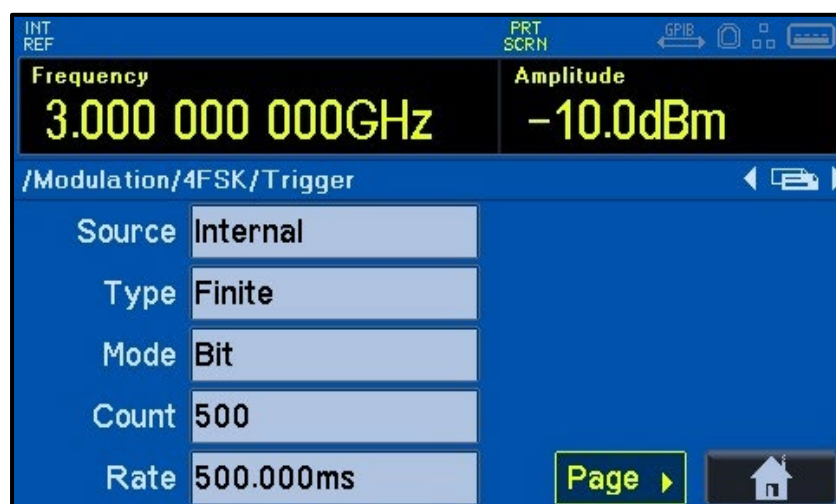 INT
REF
PRT
SCRN
GPIB
Frequency
3.000 000 000GHz
Amplitude
-10.0dBm
/Modulation/4FSK/Trigger
Source Internal
Type Finite
Mode Bit
Count 500
Rate 500.000ms
Page